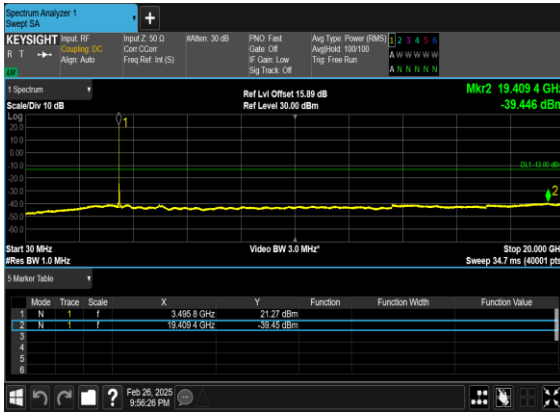 Spectrum Analyzer 1
Swept SA
+
KEYSIGHT Input: RF Input Z: 50 Ω #Atten: 30 dB PNO: Fast Avg Type: Power (RMS) 1 2 3 4 5 6
R T Coupling: DC Corr CCorr Gate: Off Avg|Hold: 100/100 A W W W W W
Align: Auto Freq Ref: Int (S) IF Gain: Low Trig: Free Run
LW Sig Track: Off A N N N N N
1 Spectrum Ref Lvl Offset 15.89 dB Mkr2 19.409 4 GHz
Scale/Div 10 dB Ref Level 30.00 dBm -39.446 dBm
Log
1
20.0
10.0
0.00
-10.0 DL1 -13.00 dBm
-20.0
-30.0 2
-40.0
-50.0
-60.0
Start 30 MHz Video BW 3.0 MHz* Stop 20.000 GHz
#Res BW 1.0 MHz Sweep 34.7 ms (40001 pts)
5 Marker Table
Mode Trace Scale X Y Function Function Width Function Value
1 N 1 f 3.495 8 GHz 21.27 dBm
2 N 1 f 19.409 4 GHz -39.45 dBm
3
4
5
6
? Feb 26, 2025
9:56:26 PM